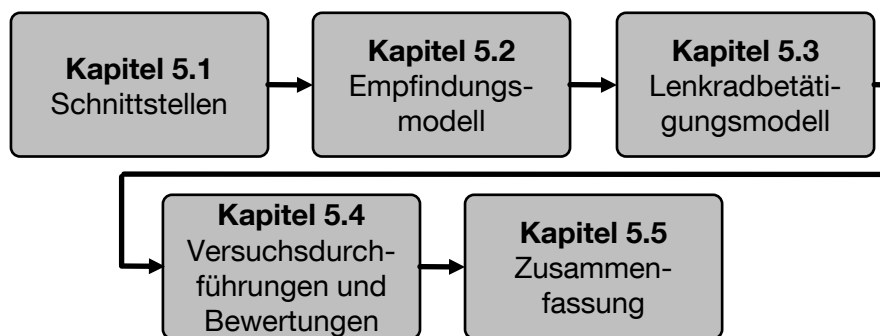 Kapitel 5.1
Schnittstellen
Kapitel 5.2
Empfindungs-
modell
Kapitel 5.3
Lenkradbetäti-
gungsmodell
Kapitel 5.4
Versuchsdurch-
führungen und
Bewertungen
Kapitel 5.5
Zusammen-
fassung